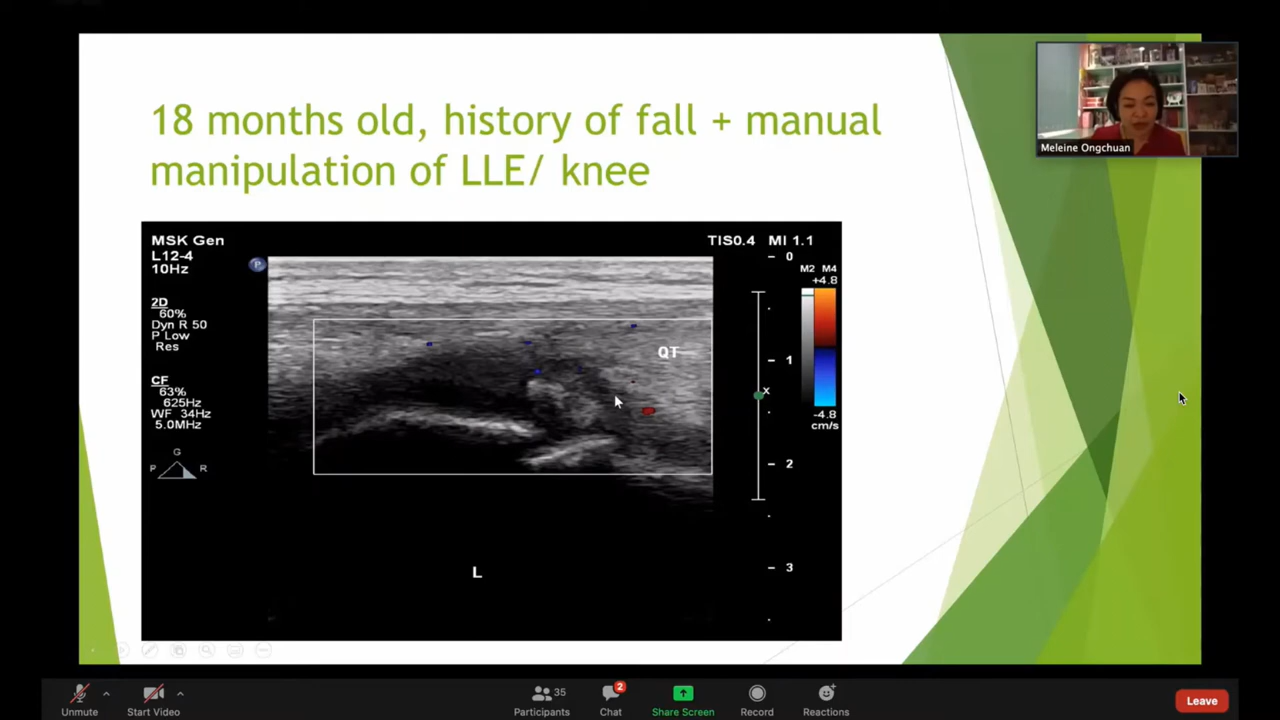 18 months old, history of fall + manual
manipulation of LLE/ knee
Meleine Ongchuan
MSK Gen
L12-4
10Hz
2D
60%
Dyn R 50
P Low
Res
CF
63%
625Hz
WF 34Hz
5.0MHz
G
P R
P
TIS0.4 MI 1.1
0
M2 M4
+4.8
QT
1
x
-4.8
cm/s
2
3
L
Unmute
Start Video
Participants
35
Chat
2
Share Screen
Record
Reactions
Leave